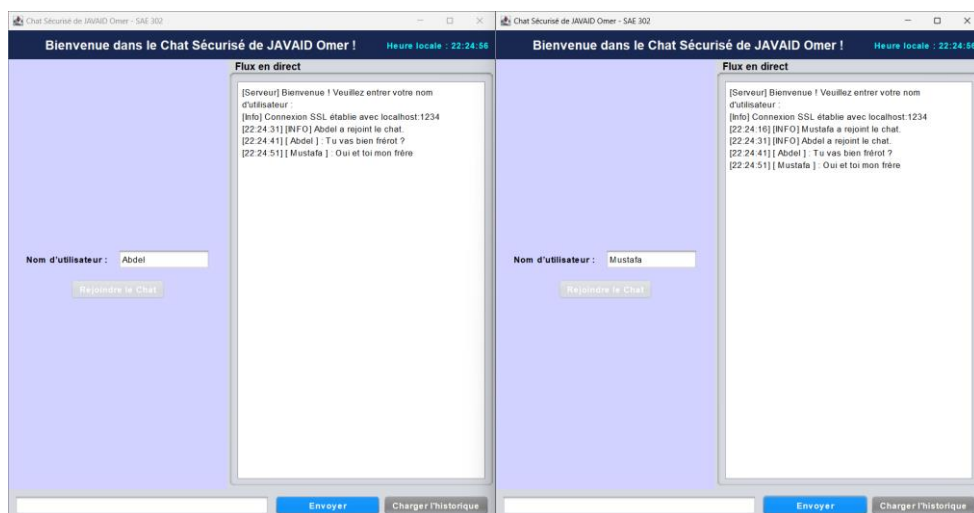 Chat Sécurisé de JAVAID Omer - SAE 302
Bienvenue dans le Chat Sécurisé de JAVAID Omer !
Heure locale : 22:24:56
Flux en direct
[Serveur] Bienvenue ! Veuillez entrer votre nom
d'utilisateur :
[Info] Connexion SSL établie avec localhost:1234
[22:24:31] [INFO] Abdel a rejoint le chat.
[22:24:41] [ Abdel ] : Tu vas bien frérot ?
[22:24:51] [ Mustafa ] : Oui et toi mon frére
Nom d'utilisateur :
Abdel
Rejoindre le Chat
Envoyer
Charger l'historique
Chat Sécurisé de JAVAID Omer - SAE 302
Bienvenue dans le Chat Sécurisé de JAVAID Omer !
Heure locale : 22:24:56
Flux en direct
[Serveur] Bienvenue ! Veuillez entrer votre nom
d'utilisateur :
[Info] Connexion SSL établie avec localhost:1234
[22:24:16] [INFO] Mustafa a rejoint le chat.
[22:24:31] [INFO] Abdel a rejoint le chat.
[22:24:41] [ Abdel ] : Tu vas bien frérot ?
[22:24:51] [ Mustafa ] : Oui et toi mon frére
Nom d'utilisateur :
Mustafa
Rejoindre le Chat
Envoyer
Charger l'historique